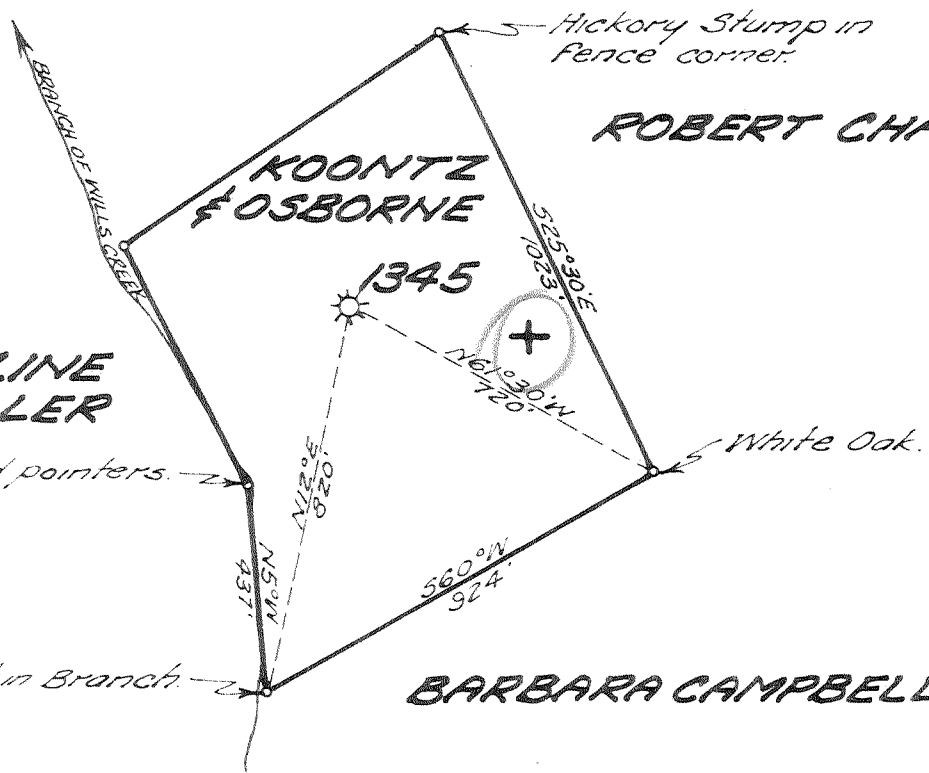 Hickory Stump in
fence corner.
ROBERT CHA
BRANCH OF WILLS CREEK
KOONTZ
& OSBORNE
S25°30'E
1023'
1345
LINE
LER
N61°30'W
720'
White Oak.
pointers.
N12°E
820'
S60°W
924'
N5°W
437'
in Branch.
BARBARA CAMPBELL